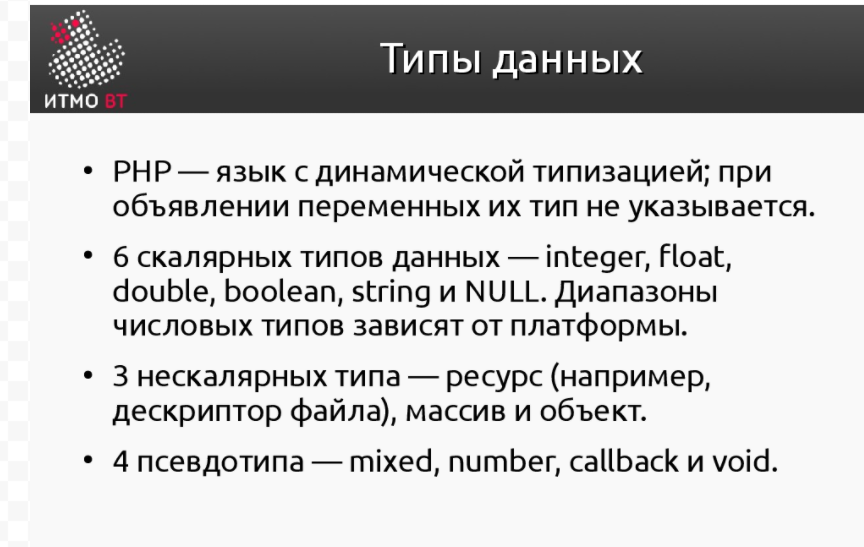 ИТМО ВТ
Типы данных
• PHP — язык с динамической типизацией; при
объявлении переменных их тип не указывается.
• 6 скалярных типов данных — integer, float,
double, boolean, string и NULL. Диапазоны
числовых типов зависят от платформы.
• 3 нескалярных типа — ресурс (например,
дескриптор файла), массив и объект.
• 4 псевдотипа — mixed, number, callback и void.